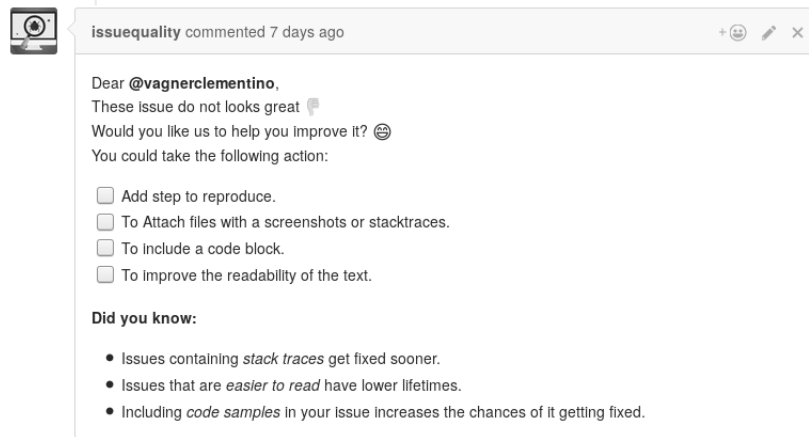 issuequality commented 7 days ago
Dear @vagnerclementino,
These issue do not looks great 👎
Would you like us to help you improve it? 😄
You could take the following action:
Add step to reproduce.
To Attach files with a screenshots or stacktraces.
To include a code block.
To improve the readability of the text.
Did you know:
Issues containing stack traces get fixed sooner.
Issues that are easier to read have lower lifetimes.
Including code samples in your issue increases the chances of it getting fixed.